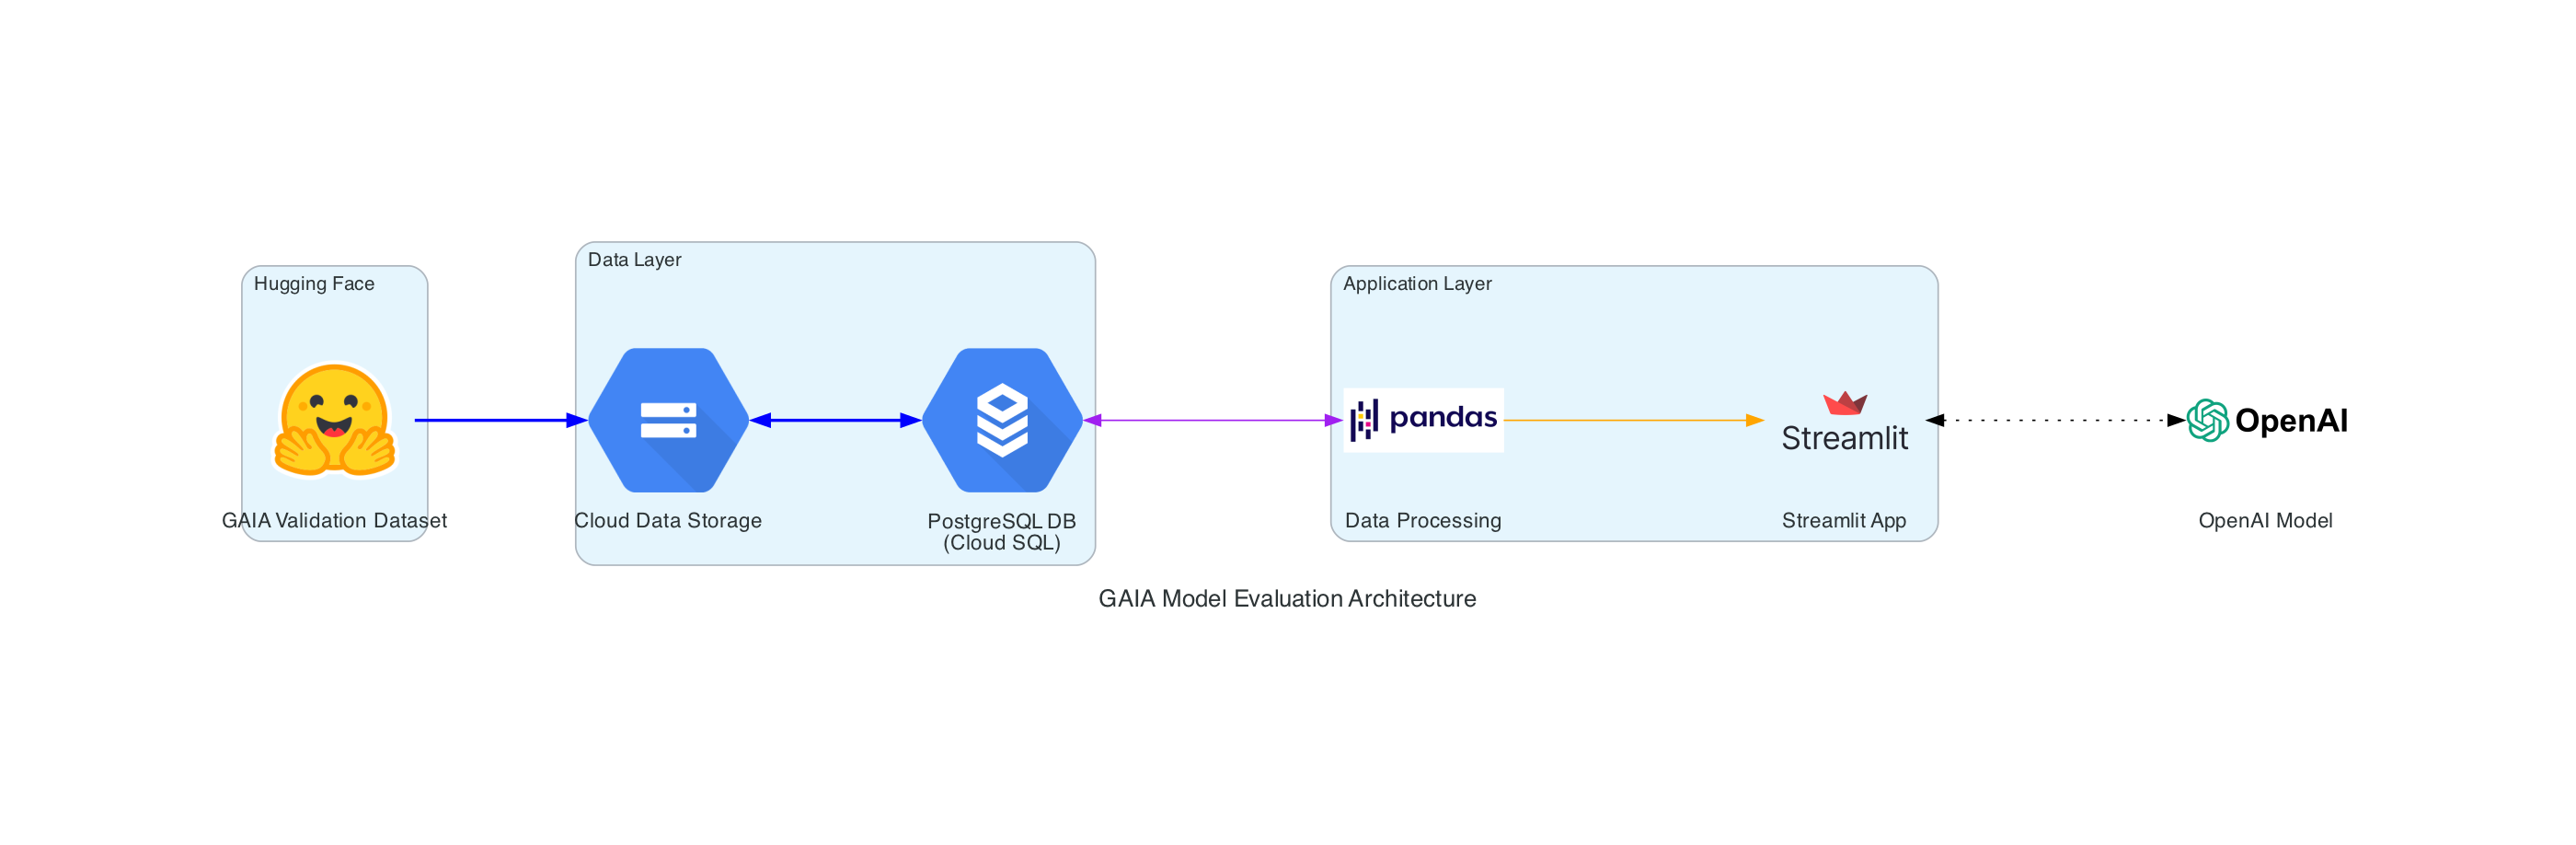 Hugging Face
GAIA Validation Dataset
Data Layer
Cloud Data Storage
PostgreSQL DB
(Cloud SQL)
Application Layer
pandas
Data Processing
Streamlit
Streamlit App
OpenAI
OpenAI Model
GAIA Model Evaluation Architecture